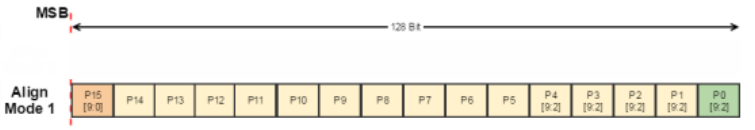 MSB
128 Bit
Align
Mode 1
P15
[9:0]
P14
P13
P12
P11
P10
P9
P8
P7
P6
P5
P4
[9:2]
P3
[9:2]
P2
[9:2]
P1
[9:2]
P0
[9:2]